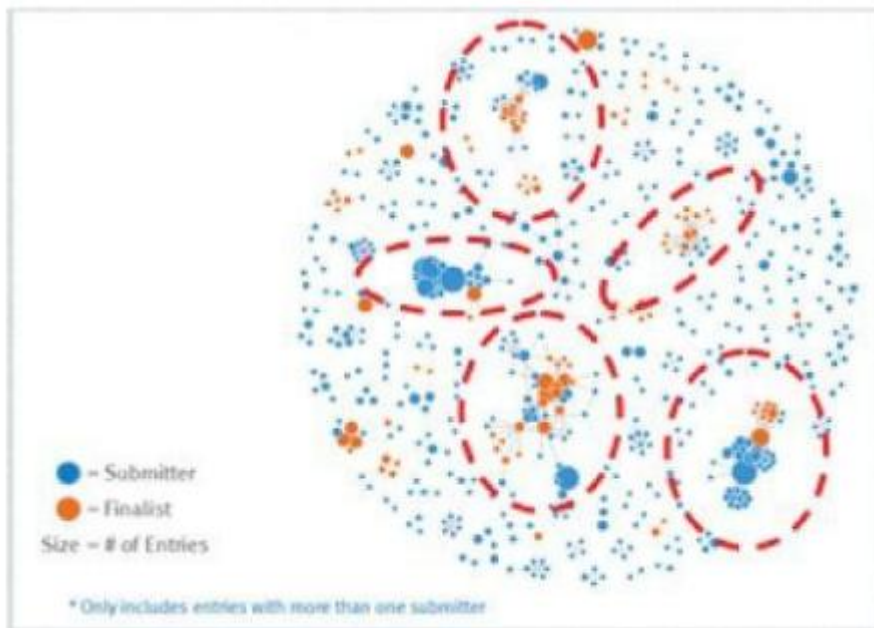 = Submitter
= Finalist
Size = # of Entries
* Only includes entries with more than one submitter